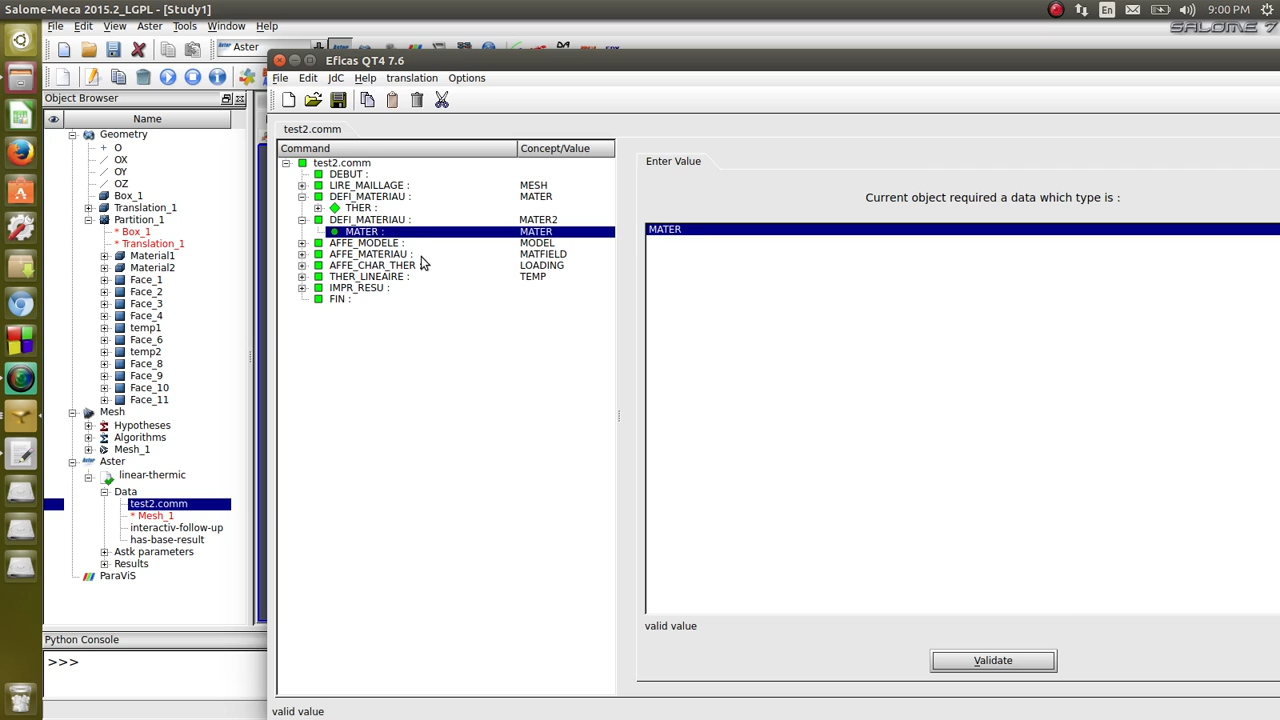 Salome-Meca 2015.2_LGPL - [Study1]
En
9:00 PM
File Edit View Aster Tools Window Help
SALOME 7
Aster
Eficas QT4 7.6
File Edit JdC Help translation Options
Object Browser
Name
Geometry
O
OX
OY
OZ
Box_1
Translation_1
Partition_1
* Box_1
* Translation_1
Material1
Material2
Face_1
Face_2
Face_3
Face_4
temp1
Face_6
temp2
Face_8
Face_9
Face_10
Face_11
Mesh
Hypotheses
Algorithms
Mesh_1
Aster
linear-thermic
Data
test2.comm
* Mesh_1
interactiv-follow-up
has-base-result
Astk parameters
Results
ParaViS
Python Console
>>>
test2.comm
Command Concept/Value
test2.comm
DEBUT :
LIRE_MAILLAGE : MESH
DEFI_MATERIAU : MATER
THER :
DEFI_MATERIAU : MATER2
MATER : MATER
AFFE_MODELE : MODEL
AFFE_MATERIAU : MATFIELD
AFFE_CHAR_THER LOADING
THER_LINEAIRE : TEMP
IMPR_RESU :
FIN :
Enter Value
Current object required a data which type is :
MATER
valid value
Validate
valid value